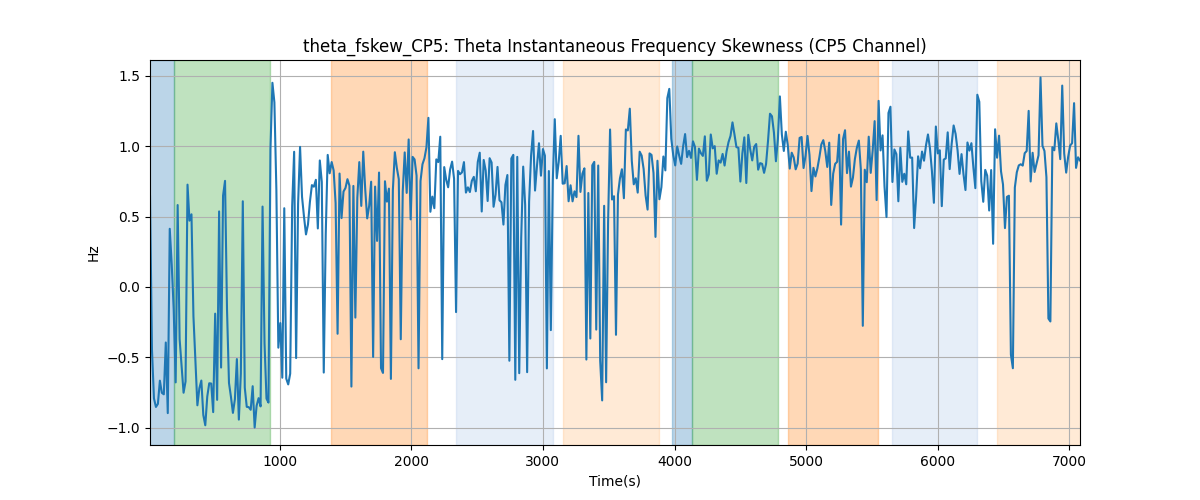 theta_fskew_CP5: Theta Instantaneous Frequency Skewness (CP5 Channel)
1.5
1.0
0.5
0.0
−0.5
−1.0
Hz
1000 2000 3000 4000 5000 6000 7000
Time(s)